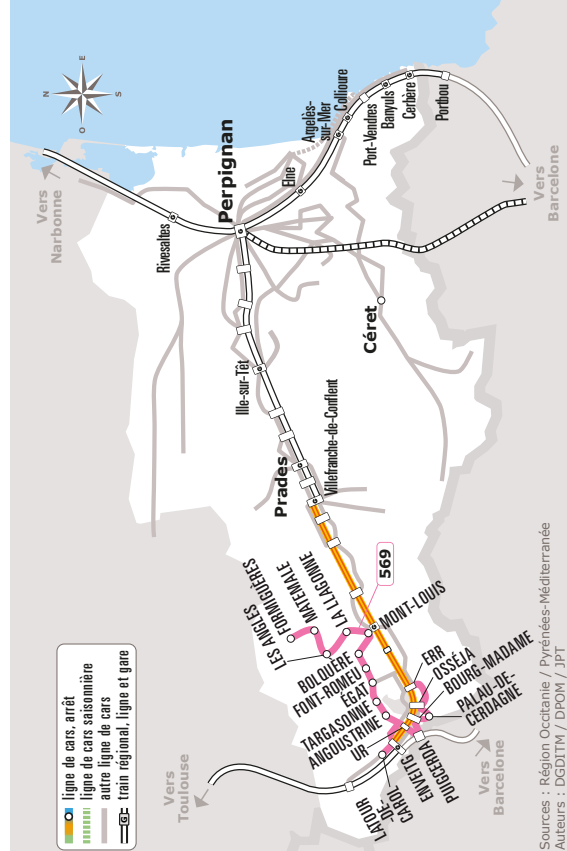 ligne de cars, arrêt
ligne de cars saisonnière
autre ligne de cars
G
train régional, ligne et gare
N
E
S
O
Vers
Narbonne
Vers
Toulouse
Vers
Barcelone
Vers
Barcelone
Rivesaltes
Perpignan
Elne
Argelès-
sur-Mer
Collioure
Port-Vendres
Banyuls
Cerbère
Portbou
Céret
Ille-sur-Têt
Prades
Villefranche-de-Conflent
569
LES ANGLES
FORMIGUÈRES
MATEMALE
LA LLAGONNE
MONT-LOUIS
BOLQUÈRE
FONT-ROMEU
EGAT
TARGASONNE
ANGOUSTRINE
UR
LATOUR
-DE-
CAROL
ENVEITG
PUIGCERDA
ERR
OSSÉJA
BOURG-MADAME
PALAU-DE-
CERDAGNE
Sources : Région Occitanie / Pyrénées-Méditerranée
Auteurs : DGDITM / DPOM / JPT